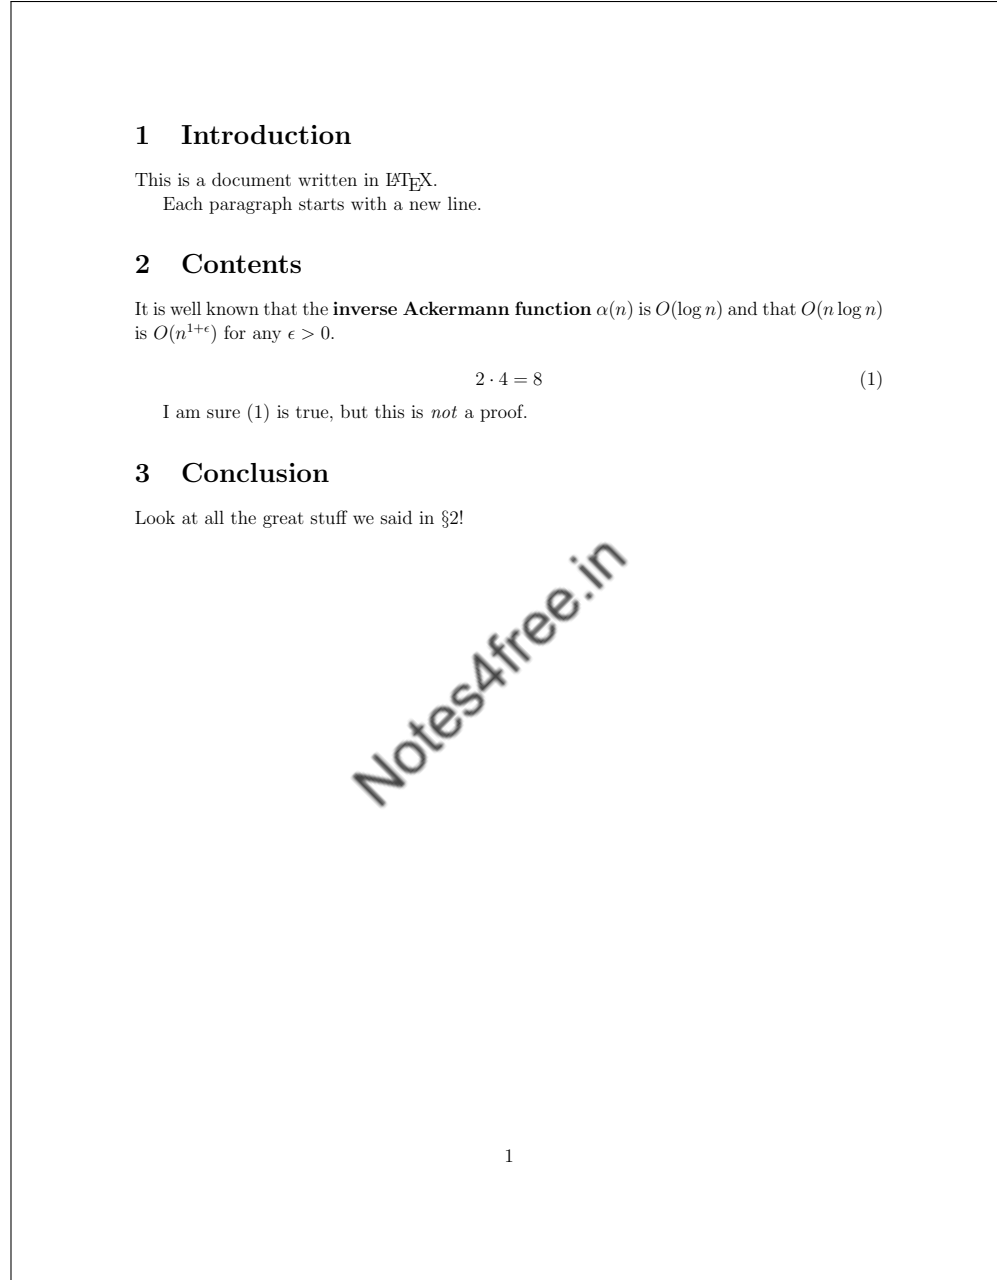 1 Introduction
This is a document written in LATEX.
Each paragraph starts with a new line.
2 Contents
It is well known that the inverse Ackermann function α(n) is O(log n) and that O(n log n)
is O(n^{1+ϵ}) for any ϵ > 0.
2 · 4 = 8 (1)
I am sure (1) is true, but this is not a proof.
3 Conclusion
Look at all the great stuff we said in §2!
Notes4free.in
1